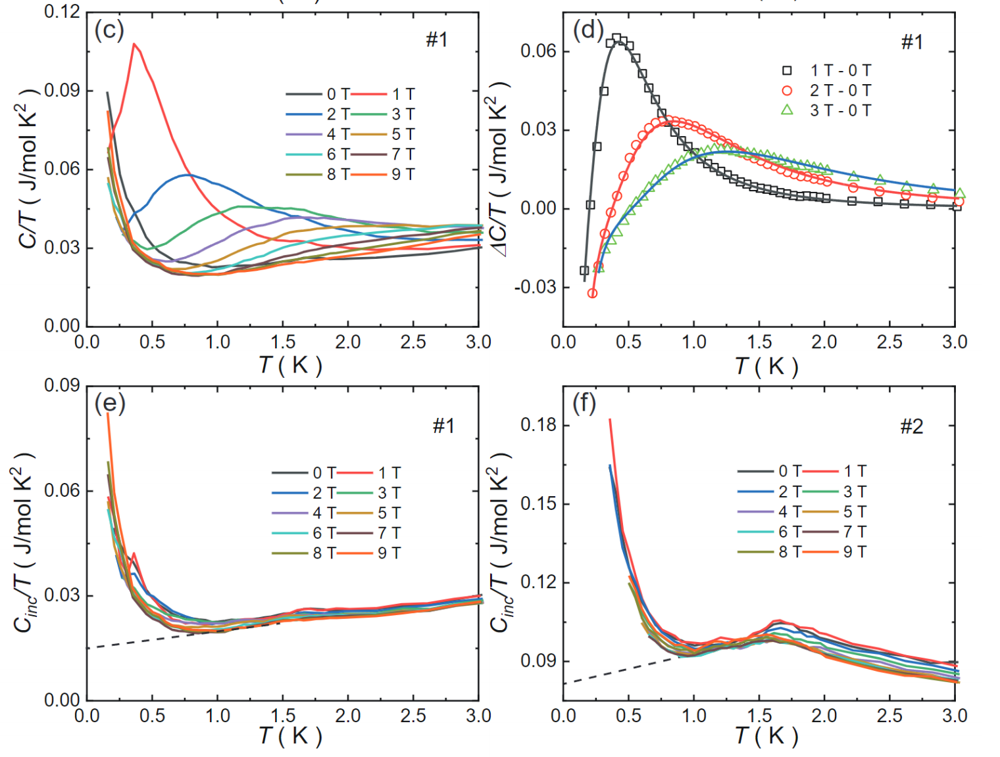 (c)
#1
0.12
0.09
0.06
0.03
0.00
C/T ( J/mol K2 )
0 T 1 T
2 T 3 T
4 T 5 T
6 T 7 T
8 T 9 T
0.0 0.5 1.0 1.5 2.0 2.5 3.0
T ( K )
(d)
#1
0.06
0.03
0.00
-0.03
ΔC/T ( J/mol K2 )
1 T - 0 T
2 T - 0 T
3 T - 0 T
0.0 0.5 1.0 1.5 2.0 2.5 3.0
T ( K )
(e)
#1
0.09
0.06
0.03
0.00
Cinc/T ( J/mol K2 )
0 T 1 T
2 T 3 T
4 T 5 T
6 T 7 T
8 T 9 T
0.0 0.5 1.0 1.5 2.0 2.5 3.0
T ( K )
(f)
#2
0.18
0.15
0.12
0.09
Cinc/T ( J/mol K2 )
0 T 1 T
2 T 3 T
4 T 5 T
6 T 7 T
8 T 9 T
0.0 0.5 1.0 1.5 2.0 2.5 3.0
T ( K )